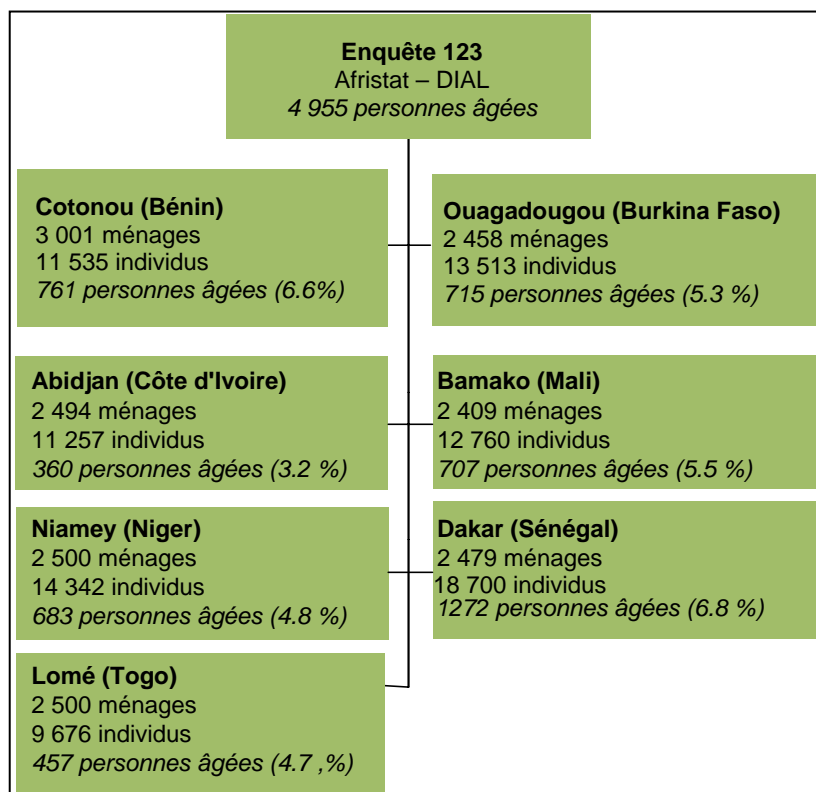 Enquête 123
Afristat – DIAL
4 955 personnes âgées
Cotonou (Bénin)
3 001 ménages
11 535 individus
761 personnes âgées (6.6%)
Ouagadougou (Burkina Faso)
2 458 ménages
13 513 individus
715 personnes âgées (5.3 %)
Abidjan (Côte d'Ivoire)
2 494 ménages
11 257 individus
360 personnes âgées (3.2 %)
Bamako (Mali)
2 409 ménages
12 760 individus
707 personnes âgées (5.5 %)
Niamey (Niger)
2 500 ménages
14 342 individus
683 personnes âgées (4.8 %)
Dakar (Sénégal)
2 479 ménages
18 700 individus
1272 personnes âgées (6.8 %)
Lomé (Togo)
2 500 ménages
9 676 individus
457 personnes âgées (4.7 ,%)